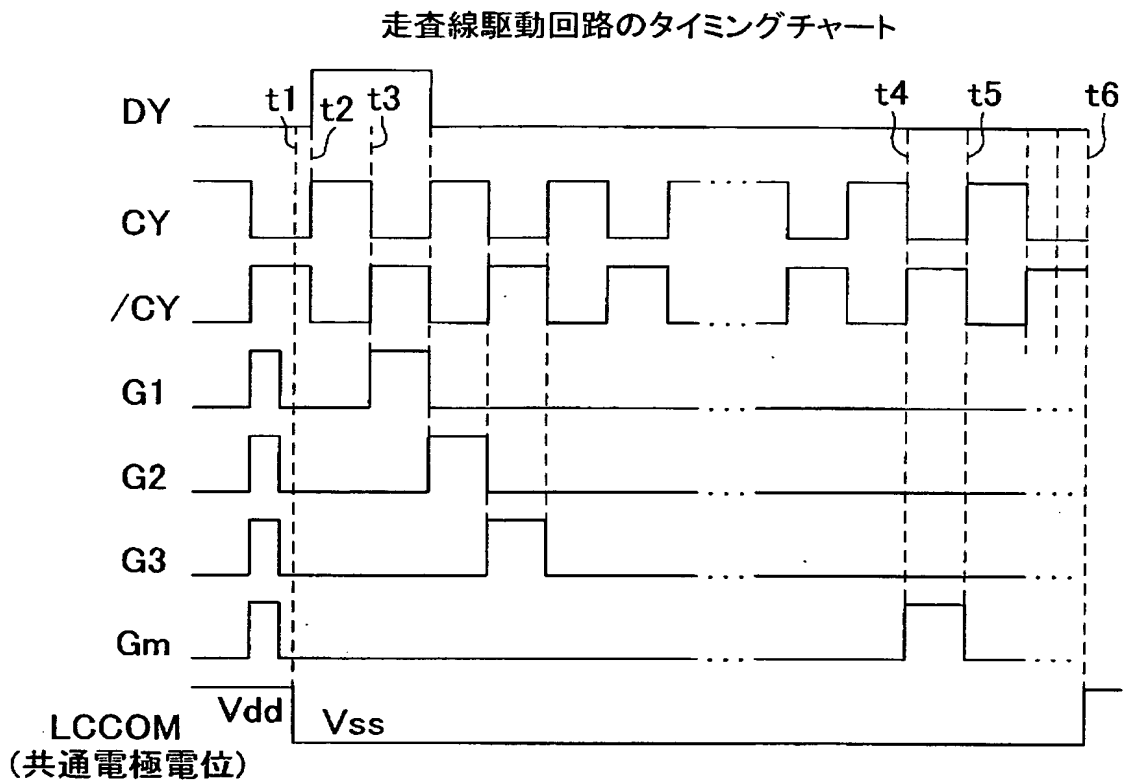 走査線駆動回路のタイミングチャート
DY
t1
t2
t3
t4
t5
t6
CY
/CY
G1
G2
G3
Gm
Vdd
Vss
LCCOM
(共通電極電位)